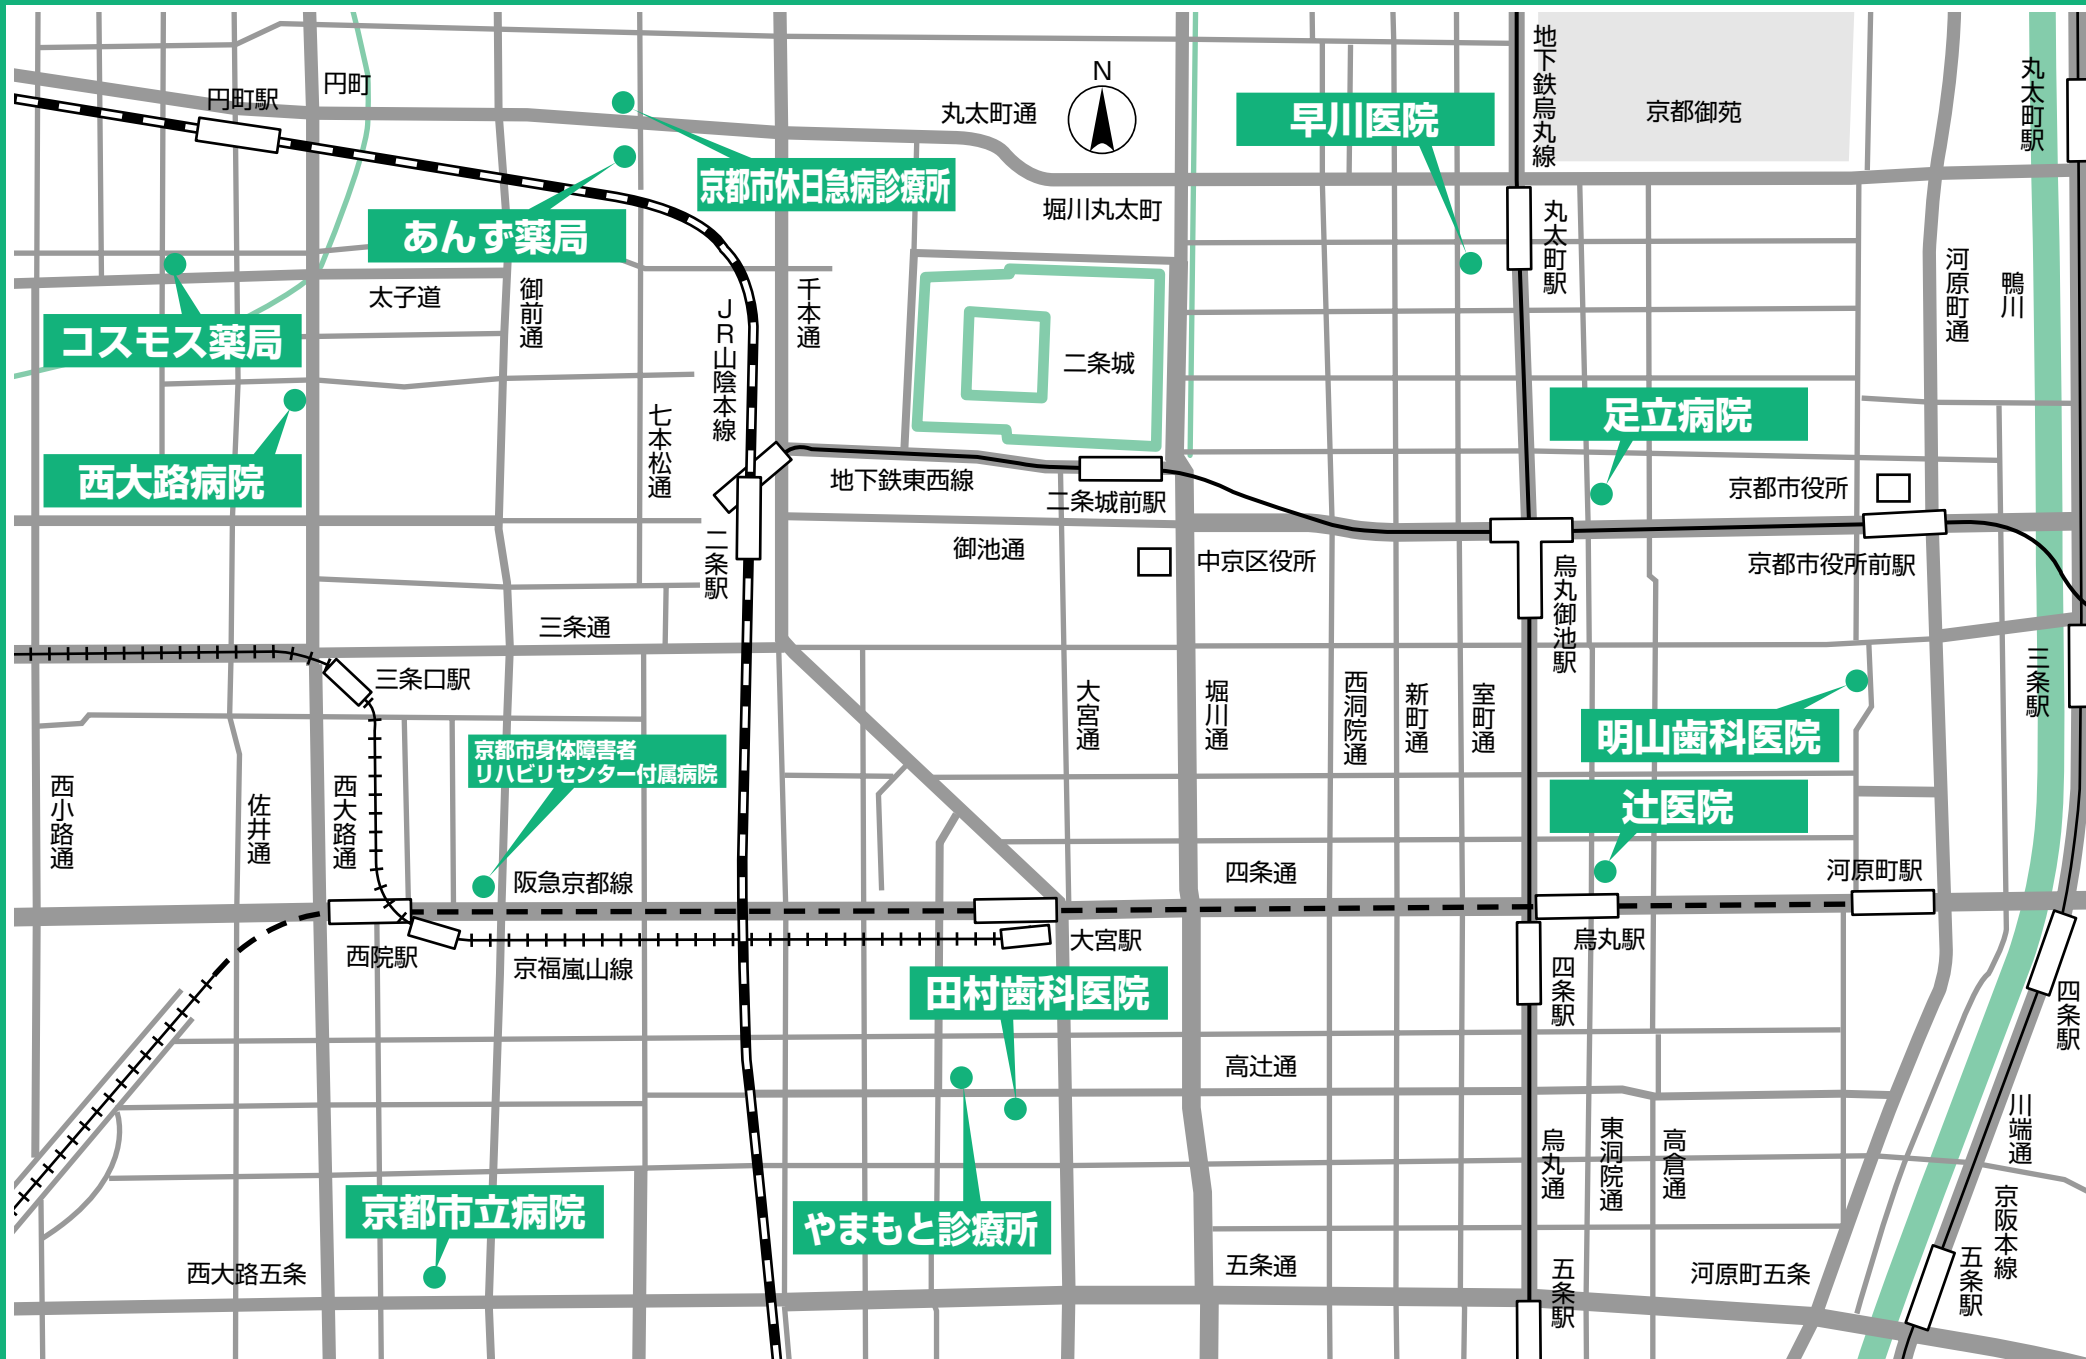 N
円町
円町駅
丸太町通
早川医院
地下鉄烏丸線
京都御苑
丸太町駅
京都市休日急病診療所
あんず薬局
堀川丸太町
丸太町駅
河原町通
鴨川
太子道
御前通
JR山陰本線
千本通
コスモス薬局
二条城
足立病院
七本松通
西大路病院
地下鉄東西線
二条城前駅
京都市役所
二条駅
御池通
中京区役所
烏丸御池駅
京都市役所前駅
三条通
三条口駅
大宮通
堀川通
西洞院通
新町通
室町通
三条駅
明山歯科医院
京都市身体障害者
リハビリセンター付属病院
西小路通
佐井通
西大路通
辻医院
阪急京都線
四条通
河原町駅
西院駅
京福嵐山線
大宮駅
烏丸駅
四条駅
四条駅
田村歯科医院
高辻通
烏丸通
東洞院通
高倉通
川端通
京都市立病院
やまもと診療所
京阪本線
西大路五条
五条通
五条駅
河原町五条
五条駅